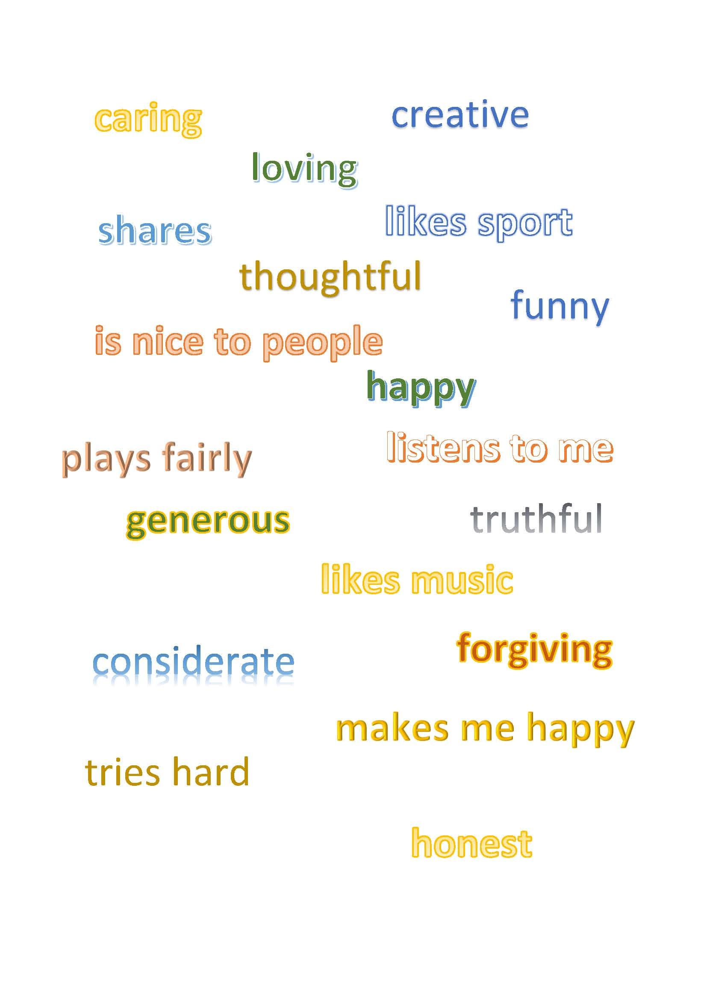 caring
creative
loving
likes sport
shares
thoughtful
funny
is nice to people
happy
listens to me
plays fairly
generous
truthful
likes music
forgiving
considerate
makes me happy
tries hard
honest